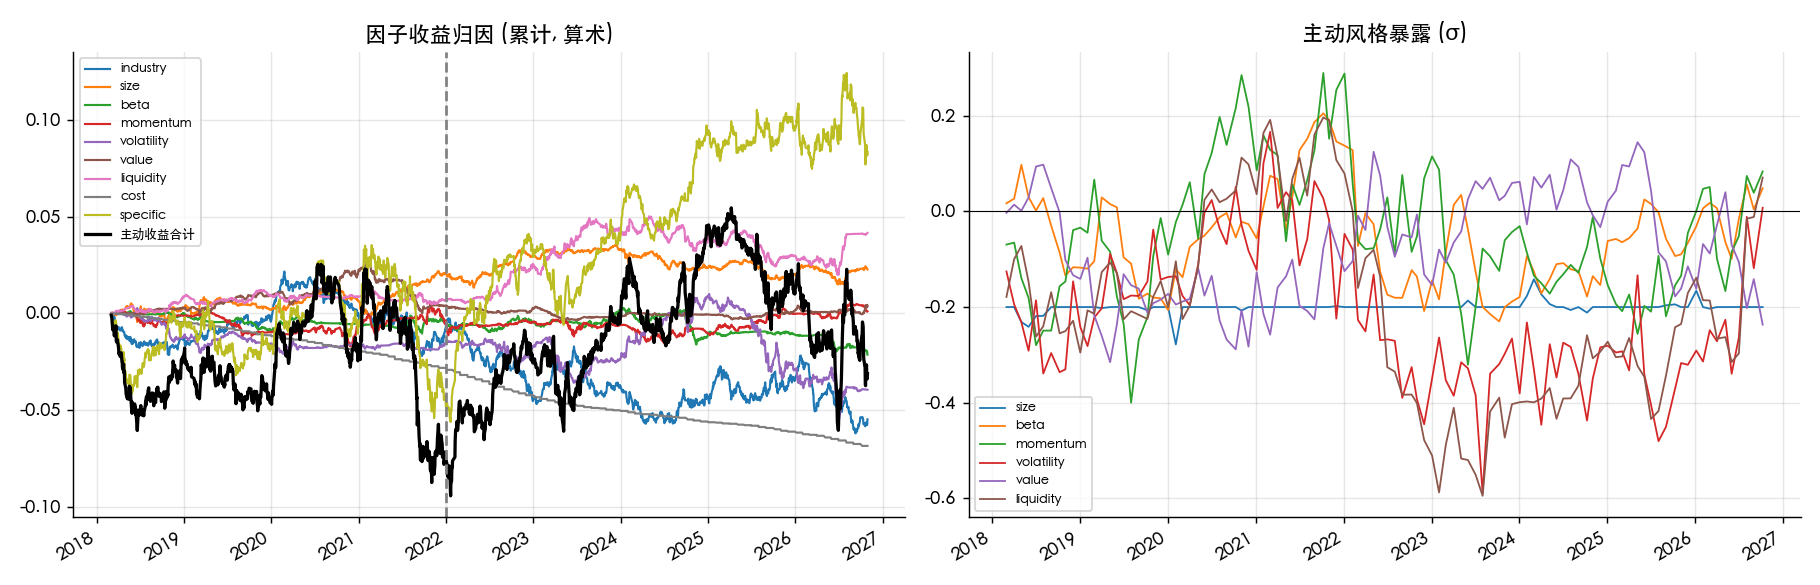 因子收益归因 (累计, 算术)
industry
size
beta
momentum
volatility
value
liquidity
cost
specific
主动收益合计
0.10
0.05
0.00
-0.05
-0.10
2018
2019
2020
2021
2022
2023
2024
2025
2026
2027
主动风格暴露 (σ)
0.2
0.0
-0.2
-0.4
-0.6
size
beta
momentum
volatility
value
liquidity
2018
2019
2020
2021
2022
2023
2024
2025
2026
2027